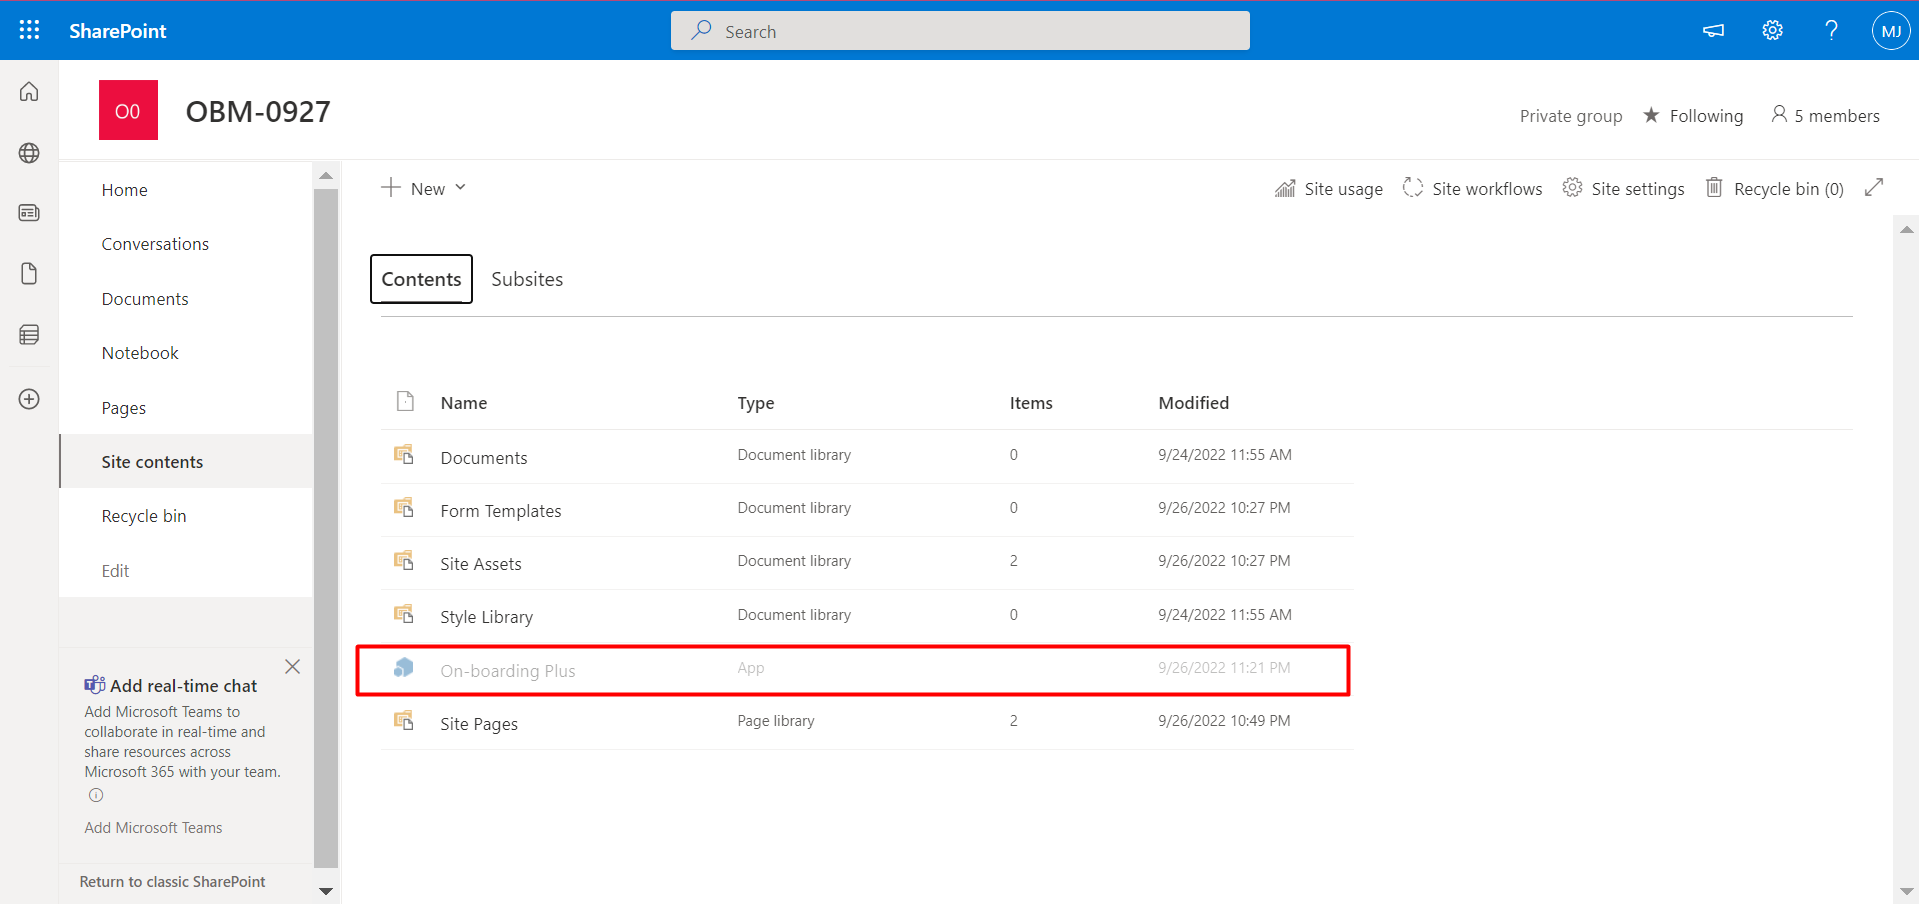 SharePoint
Search
MJ
O0
OBM-0927
Private group
Following
5 members
Home
Conversations
Documents
Notebook
Pages
Site contents
Recycle bin
Edit
Add real-time chat
Add Microsoft Teams to
collaborate in real-time and
share resources across
Microsoft 365 with your team.
Add Microsoft Teams
Return to classic SharePoint
New
Site usage
Site workflows
Site settings
Recycle bin (0)
Contents
Subsites
Name Type Items Modified
Documents Document library 0 9/24/2022 11:55 AM
Form Templates Document library 0 9/26/2022 10:27 PM
Site Assets Document library 2 9/26/2022 10:27 PM
Style Library Document library 0 9/24/2022 11:55 AM
On-boarding Plus App 9/26/2022 11:21 PM
Site Pages Page library 2 9/26/2022 10:49 PM